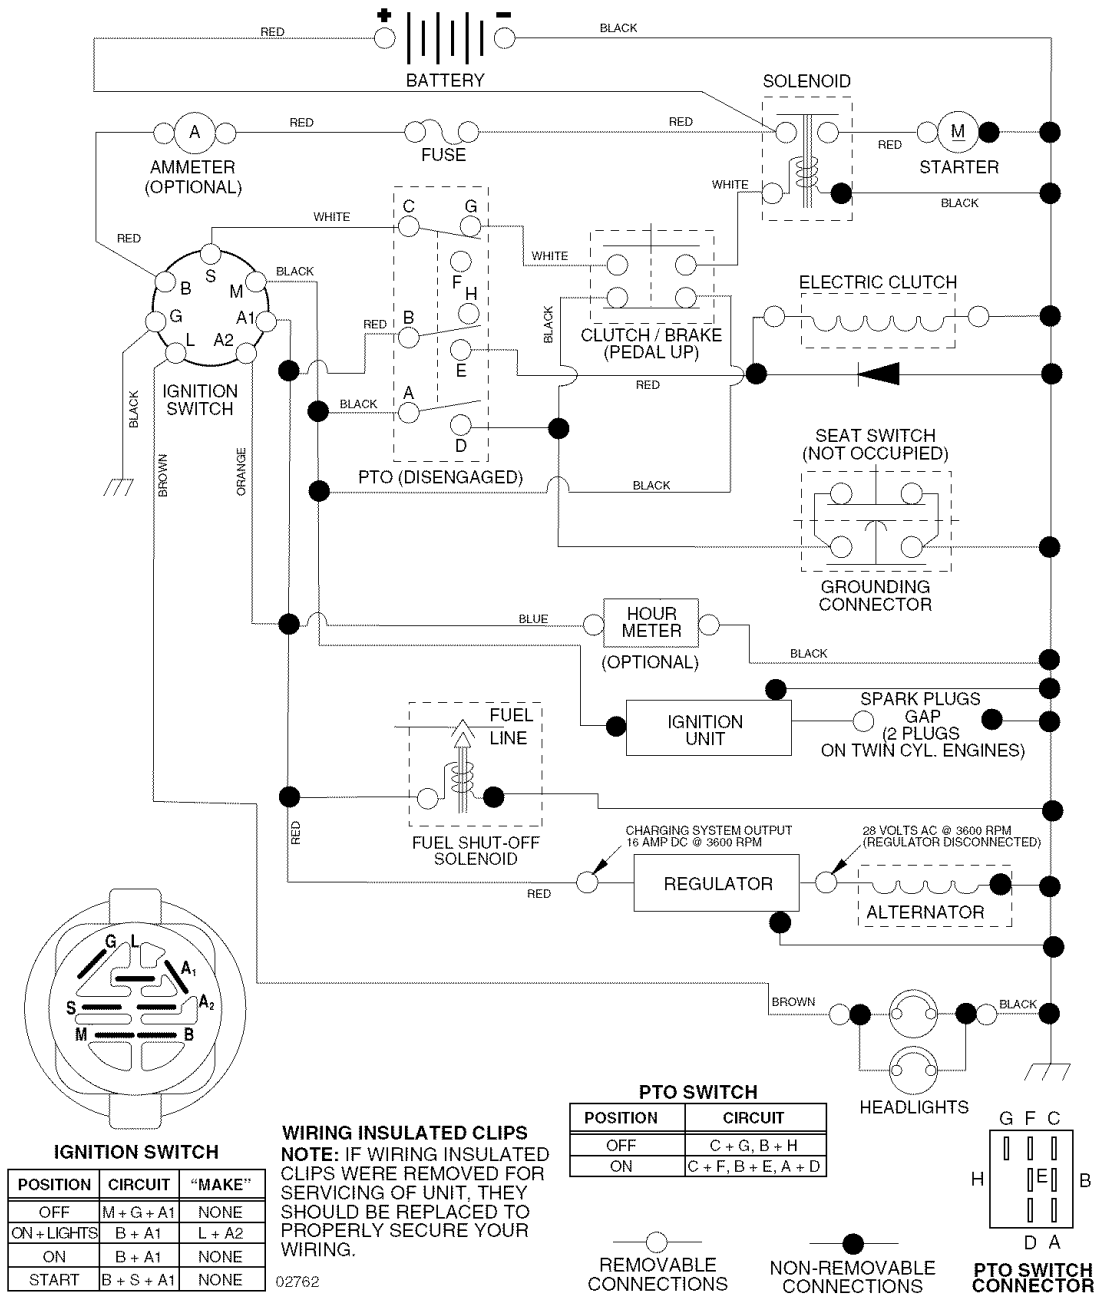 + −
RED
BLACK
BATTERY
SOLENOID
A
RED
FUSE
RED
RED
M
STARTER
AMMETER
(OPTIONAL)
WHITE
BLACK
RED
WHITE
C
G
WHITE
F
H
B
RED
E
A
BLACK
D
PTO (DISENGAGED)
S
B
M
BLACK
G
A1
L
A2
IGNITION
SWITCH
BLACK
BROWN
ORANGE
BLACK
CLUTCH / BRAKE
(PEDAL UP)
ELECTRIC CLUTCH
RED
BLACK
SEAT SWITCH
(NOT OCCUPIED)
GROUNDING
CONNECTOR
BLUE
HOUR
METER
(OPTIONAL)
BLACK
IGNITION
UNIT
SPARK PLUGS
GAP
(2 PLUGS
ON TWIN CYL. ENGINES)
FUEL
LINE
FUEL SHUT-OFF
SOLENOID
RED
CHARGING SYSTEM OUTPUT
16 AMP DC @ 3600 RPM
28 VOLTS AC @ 3600 RPM
(REGULATOR DISCONNECTED)
RED
REGULATOR
ALTERNATOR
BROWN
BLACK
HEADLIGHTS
G L
A1
S
A2
M
B
IGNITION SWITCH
POSITION CIRCUIT “MAKE”
OFF M + G + A1 NONE
ON + LIGHTS B + A1 L + A2
ON B + A1 NONE
START B + S + A1 NONE
WIRING INSULATED CLIPS
NOTE: IF WIRING INSULATED
CLIPS WERE REMOVED FOR
SERVICING OF UNIT, THEY
SHOULD BE REPLACED TO
PROPERLY SECURE YOUR
WIRING.
02762
PTO SWITCH
POSITION CIRCUIT
OFF C + G, B + H
ON C + F, B + E, A + D
REMOVABLE
CONNECTIONS
NON-REMOVABLE
CONNECTIONS
G F C
H E B
D A
PTO SWITCH
CONNECTOR